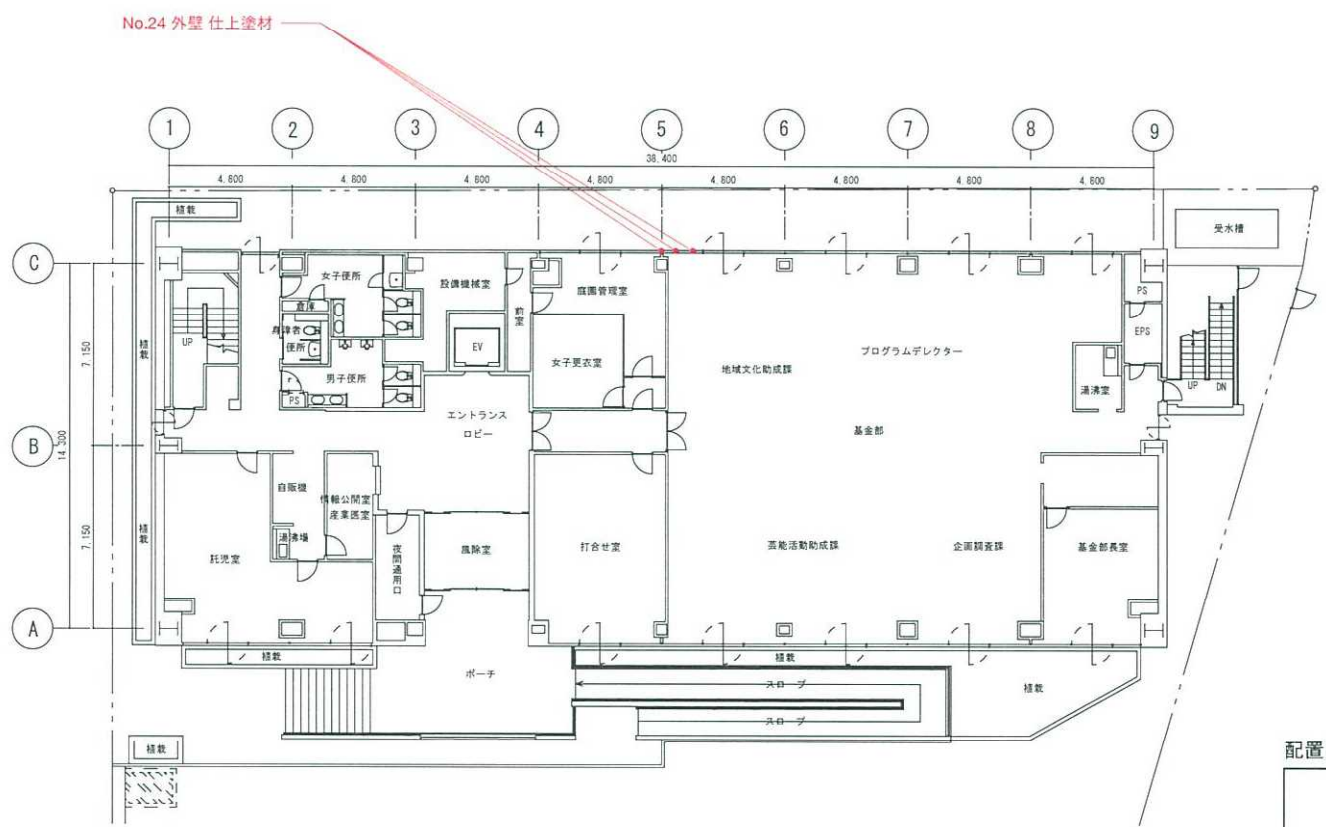 No.24 外壁 仕上塗材
1
2
3
4
5
6
7
8
9
38.400
4.800
4.800
4.800
4.800
4.800
4.800
4.800
4.800
植栽
受水槽
C
女子便所
設備機械室
前室
庭園管理室
PS
倉庫
UP
身障者
便所
EV
EPS
植栽
7.150
女子更衣室
地域文化助成課
プログラムデレクター
湯沸室
UP
DN
男子便所
PS
エントランス
ロビー
基金部
B
14.300
自販機
情報公開室
産業医室
植栽
7.150
湯沸場
託児室
夜間通用口
風除室
打合せ室
芸能活動助成課
企画調査課
基金部長室
A
植栽
ポーチ
植栽
スロープ
植栽
スロープ
植栽
配置